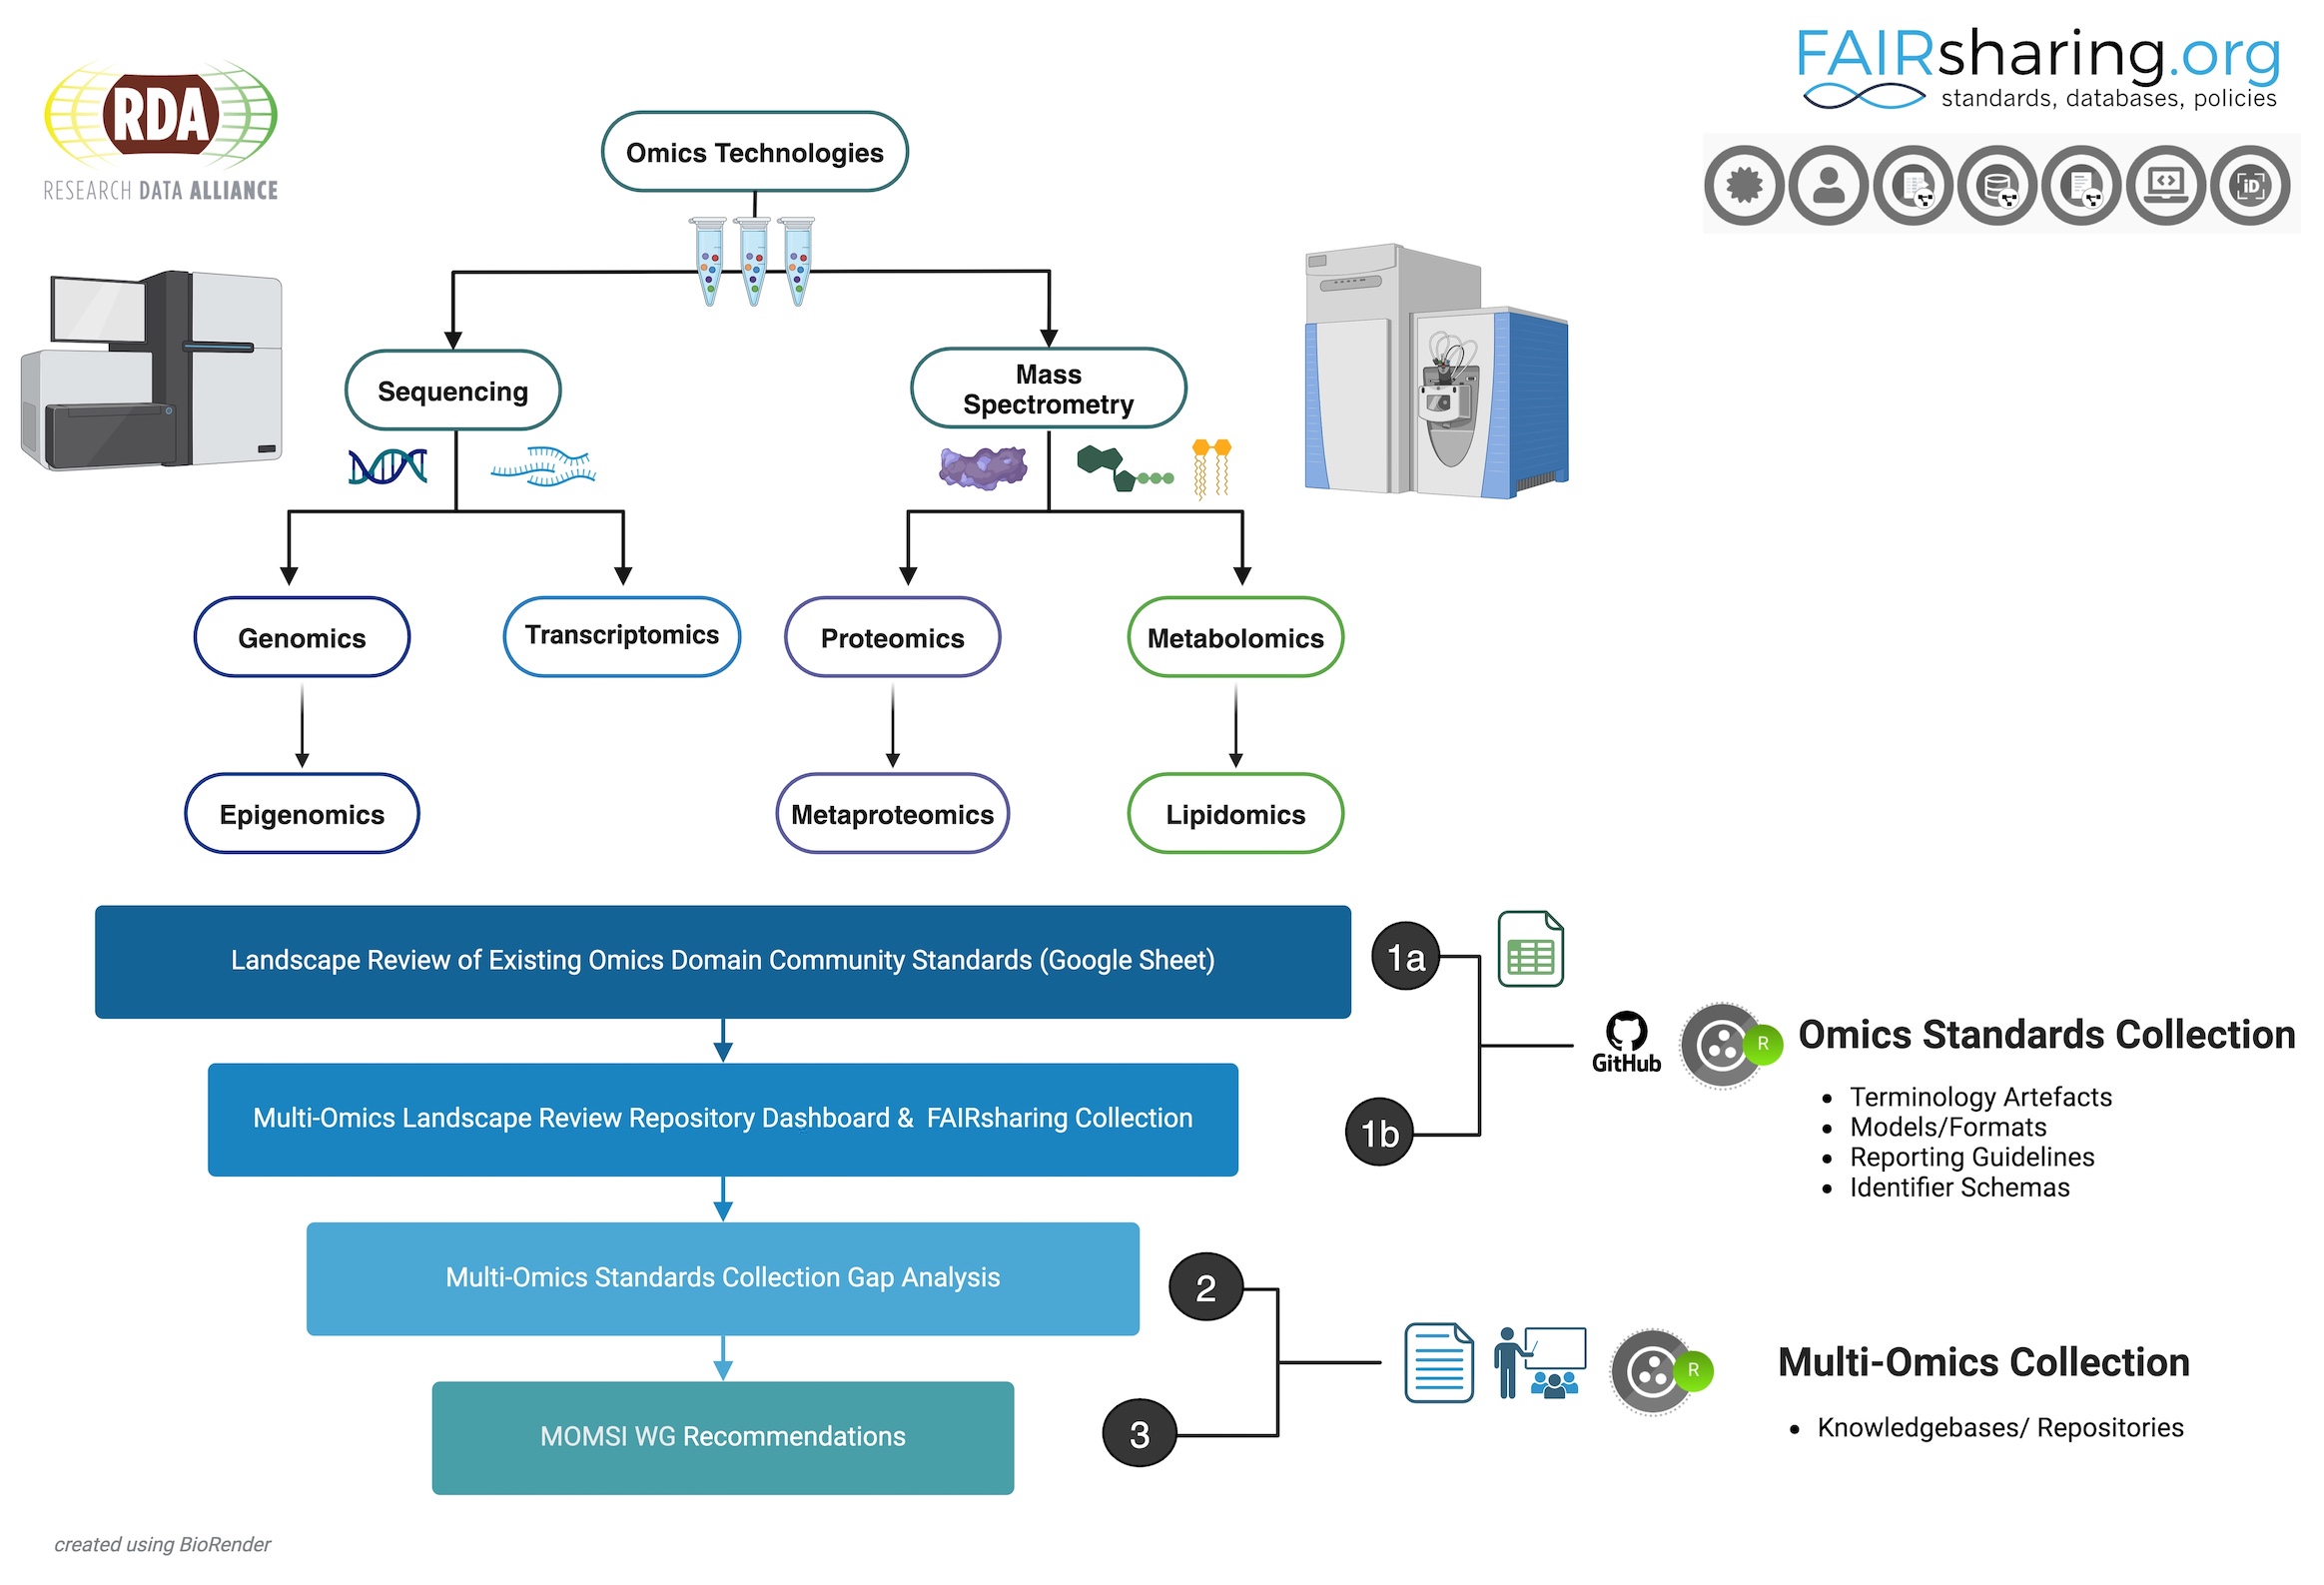 RDA
RESEARCH DATA ALLIANCE
FAIRsharing.org
standards, databases, policies
iD
Omics Technologies
Sequencing
Mass
Spectrometry
Genomics
Transcriptomics
Proteomics
Metabolomics
Epigenomics
Metaproteomics
Lipidomics
Landscape Review of Existing Omics Domain Community Standards (Google Sheet)
1a
Multi-Omics Landscape Review Repository Dashboard & FAIRsharing Collection
1b
GitHub
R
Omics Standards Collection
• Terminology Artefacts
• Models/Formats
• Reporting Guidelines
• Identifier Schemas
Multi-Omics Standards Collection Gap Analysis
2
MOMSI WG Recommendations
3
R
Multi-Omics Collection
• Knowledgebases/ Repositories
created using BioRender